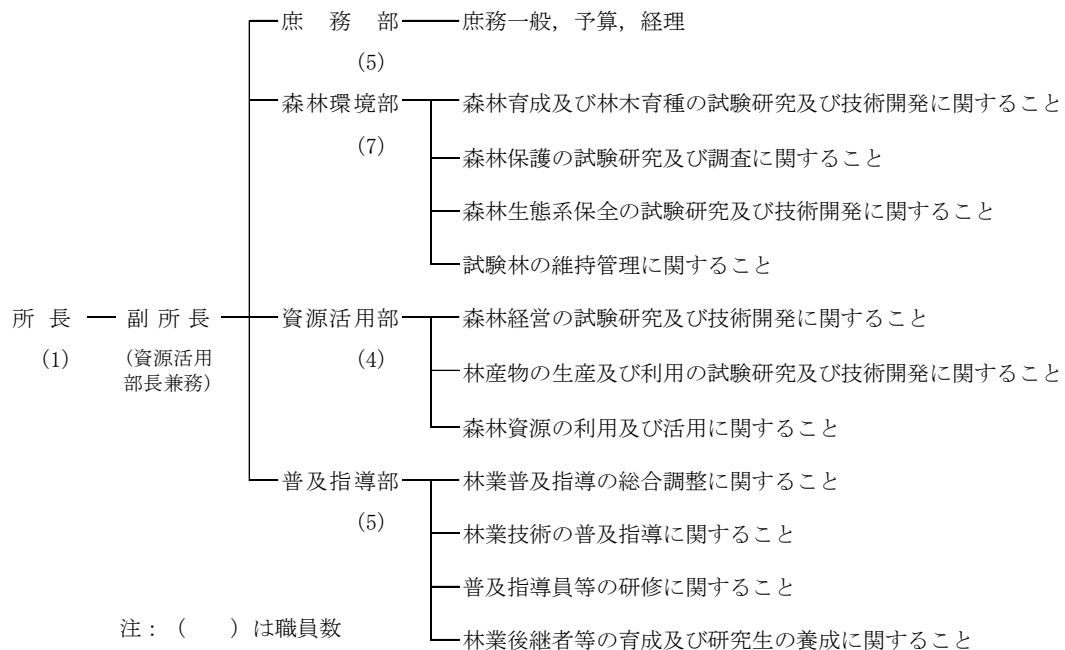 庶務部 庶務一般，予算，経理
(5)
森林環境部 森林育成及び林木育種の試験研究及び技術開発に関すること
(7)
森林保護の試験研究及び調査に関すること
森林生態系保全の試験研究及び技術開発に関すること
試験林の維持管理に関すること
所長 副所長 資源活用部 森林経営の試験研究及び技術開発に関すること
(1) (資源活用 (4)
部長兼務) 林産物の生産及び利用の試験研究及び技術開発に関すること
森林資源の利用及び活用に関すること
普及指導部 林業普及指導の総合調整に関すること
(5)
林業技術の普及指導に関すること
普及指導員等の研修に関すること
注：（　　）は職員数
林業後継者等の育成及び研究生の養成に関すること